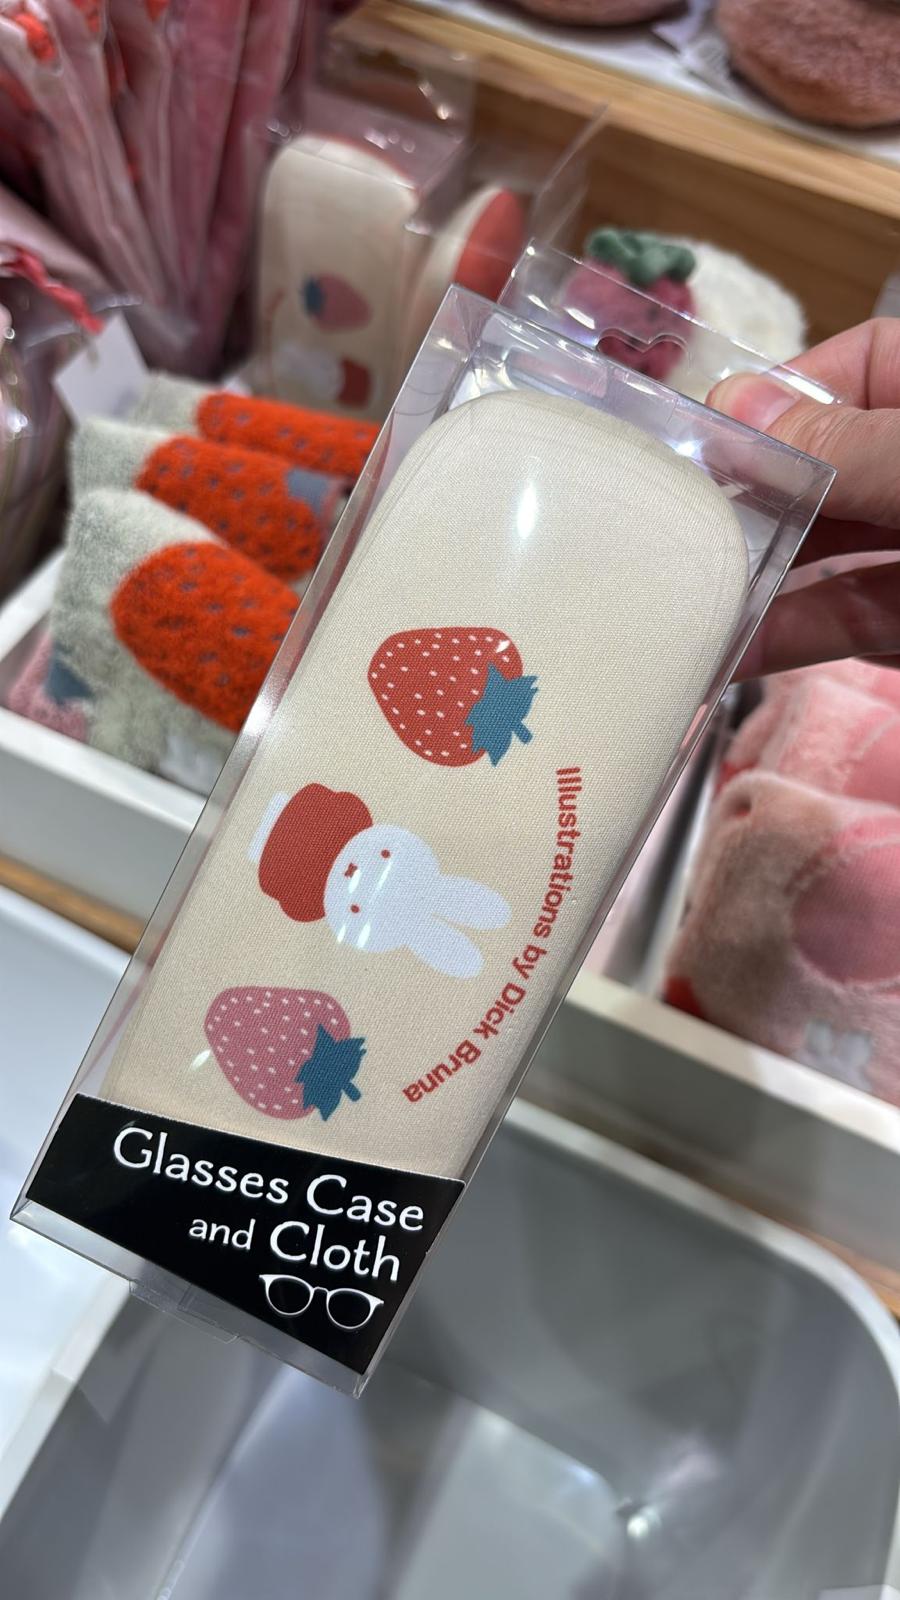 Illustrations by Dick Bruna
Glasses Case
and Cloth